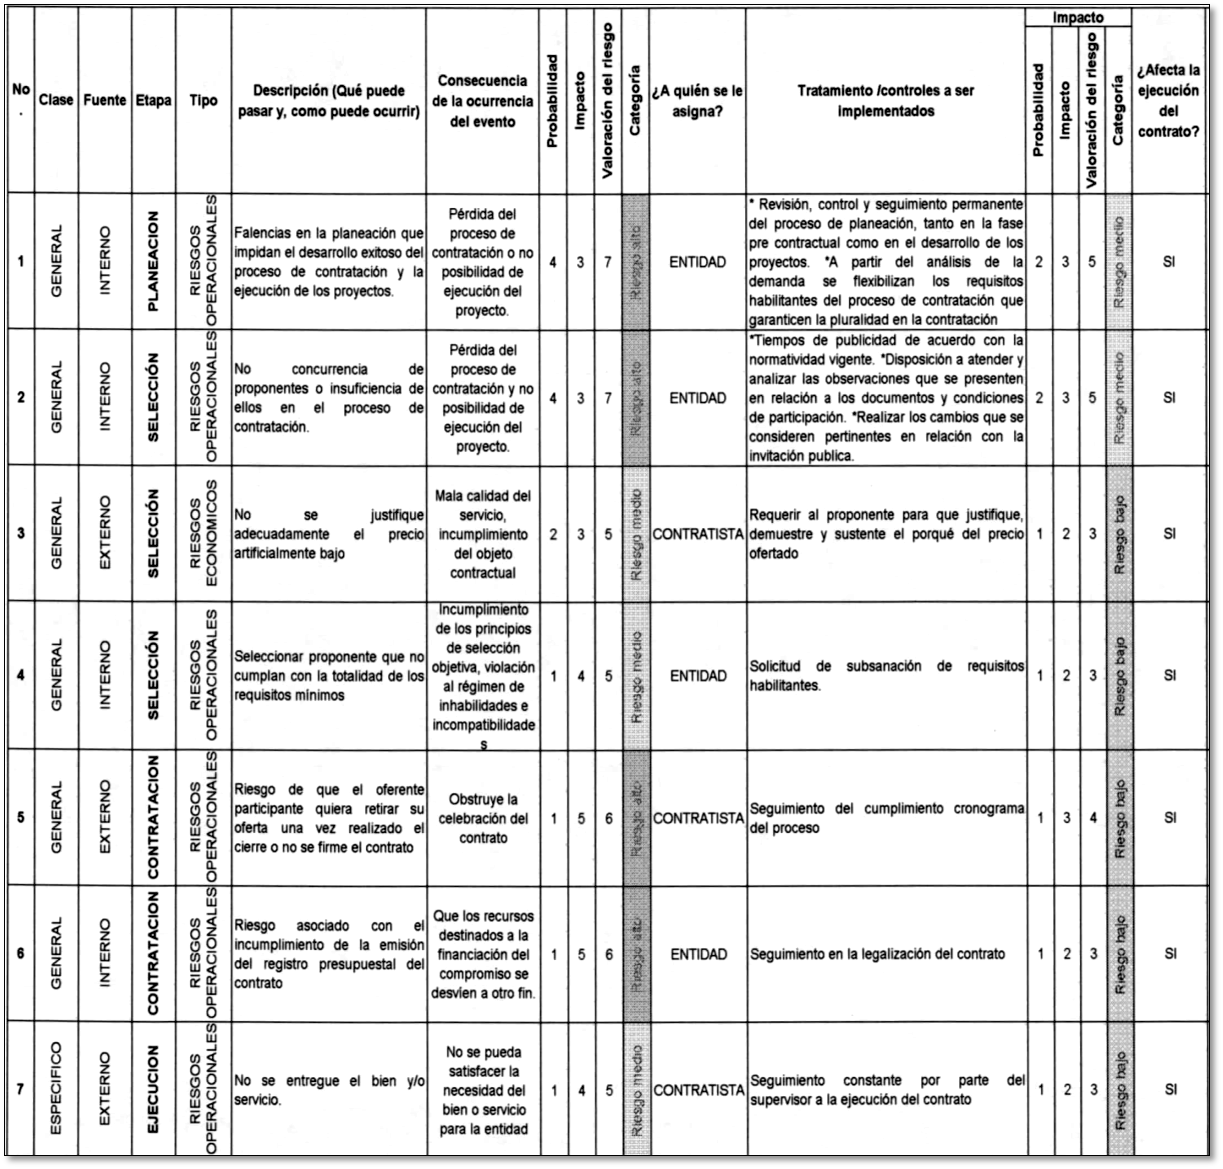 Impacto
No
.
Clase
Fuente
Etapa
Tipo
Descripción (Qué puede
pasar y, como puede ocurrir)
Consecuencia
de la ocurrencia
del evento
Probabilidad
Impacto
Valoración del riesgo
Categoría
¿A quién se le
asigna?
Tratamiento /controles a ser
implementados
Probabilidad
Impacto
Valoración del riesgo
Categoría
¿Afecta la
ejecución
del
contrato?
1
GENERAL
INTERNO
PLANEACION
RIESGOS
OPERACIONALES
Falencias en la planeación que
impidan el desarrollo exitoso del
proceso de contratación y la
ejecución de los proyectos.
Pérdida del
proceso de
contratación o no
posibilidad de
ejecución del
proyecto.
4
3
7
Riesgo alto
ENTIDAD
* Revisión, control y seguimiento permanente
del proceso de planeación, tanto en la fase
pre contractual como en el desarrollo de los
proyectos. *A partir del análisis de la
demanda se flexibilizan los requisitos
habilitantes del proceso de contratación que
garanticen la pluralidad en la contratación
2
3
5
Riesgo medio
SI
2
GENERAL
INTERNO
SELECCIÓN
RIESGOS
OPERACIONALES
No concurrencia de
proponentes o insuficiencia de
ellos en el proceso de
contratación.
Pérdida del
proceso de
contratación y no
posibilidad de
ejecución del
proyecto.
4
3
7
Riesgo alto
ENTIDAD
*Tiempos de publicidad de acuerdo con la
normatividad vigente. *Disposición a atender y
analizar las observaciones que se presenten
en relación a los documentos y condiciones
de participación. *Realizar los cambios que se
consideren pertinentes en relación con la
invitación publica.
2
3
5
Riesgo medio
SI
3
GENERAL
EXTERNO
SELECCIÓN
RIESGOS
ECONOMICOS
No se justifique
adecuadamente el precio
artificialmente bajo
Mala calidad del
servicio,
incumplimiento
del objeto
contractual
2
3
5
Riesgo medio
CONTRATISTA
Requerir al proponente para que justifique,
demuestre y sustente el porqué del precio
ofertado
1
2
3
Riesgo bajo
SI
4
GENERAL
INTERNO
SELECCIÓN
RIESGOS
OPERACIONALES
Seleccionar proponente que no
cumplan con la totalidad de los
requisitos mínimos
Incumplimiento
de los principios
de selección
objetiva, violación
al régimen de
inhabilidades e
incompatibilidade
s
1
4
5
Riesgo medio
ENTIDAD
Solicitud de subsanación de requisitos
habilitantes.
1
2
3
Riesgo bajo
SI
5
GENERAL
EXTERNO
CONTRATACION
RIESGOS
OPERACIONALES
Riesgo de que el oferente
participante quiera retirar su
oferta una vez realizado el
cierre o no se firme el contrato
Obstruye la
celebración del
contrato
1
5
6
Riesgo alto
CONTRATISTA
Seguimiento del cumplimiento cronograma
del proceso
1
3
4
Riesgo bajo
SI
6
GENERAL
INTERNO
CONTRATACION
RIESGOS
OPERACIONALES
Riesgo asociado con el
incumplimiento de la emisión
del registro presupuestal del
contrato
Que los recursos
destinados a la
financiación del
compromiso se
desvíen a otro fin.
1
5
6
Riesgo alto
ENTIDAD
Seguimiento en la legalización del contrato
1
2
3
Riesgo bajo
SI
7
ESPECIFICO
EXTERNO
EJECUCION
RIESGOS
OPERACIONALES
No se entregue el bien y/o
servicio.
No se pueda
satisfacer la
necesidad del
bien o servicio
para la entidad
1
4
5
Riesgo medio
CONTRATISTA
Seguimiento constante por parte del
supervisor a la ejecución del contrato
1
2
3
Riesgo bajo
SI